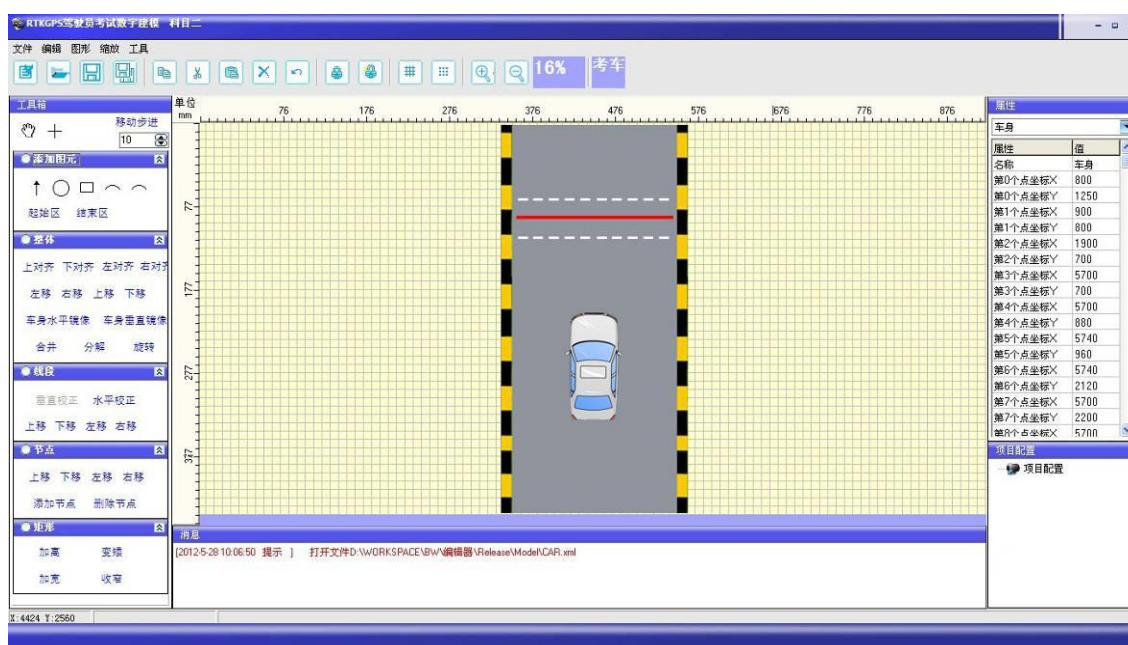 RTKGPS驾驶员考试数字建模 科目二
文件 编辑 图形 缩放 工具
16% 考车
工具箱
移动步进
10
添加图元
起始区 结束区
整体
上对齐 下对齐 左对齐 右对齐
左移 右移 上移 下移
车身水平镜像 车身垂直镜像
合并 分解 旋转
线段
垂直校正 水平校正
上移 下移 左移 右移
节点
上移 下移 左移 右移
添加节点 删除节点
矩形
加高 变矮
加宽 收窄
单位
mm
76 176 276 376 476 576 676 776 876
77
177
277
377
消息
[2012-5-28 10:06:50 提示 ] 打开文件D:\WORKSPACE\BW\编辑器\Release\Model\CAR.xml
属性
车身
属性 值
名称 车身
第0个点坐标X 800
第0个点坐标Y 1250
第1个点坐标X 900
第1个点坐标Y 800
第2个点坐标X 1900
第2个点坐标Y 700
第3个点坐标X 5700
第3个点坐标Y 700
第4个点坐标X 5700
第4个点坐标Y 880
第5个点坐标X 5740
第5个点坐标Y 960
第6个点坐标X 5740
第6个点坐标Y 2120
第7个点坐标X 5700
第7个点坐标Y 2200
第8个点坐标X 5700
项目配置
项目配置
X:4424 Y:2560